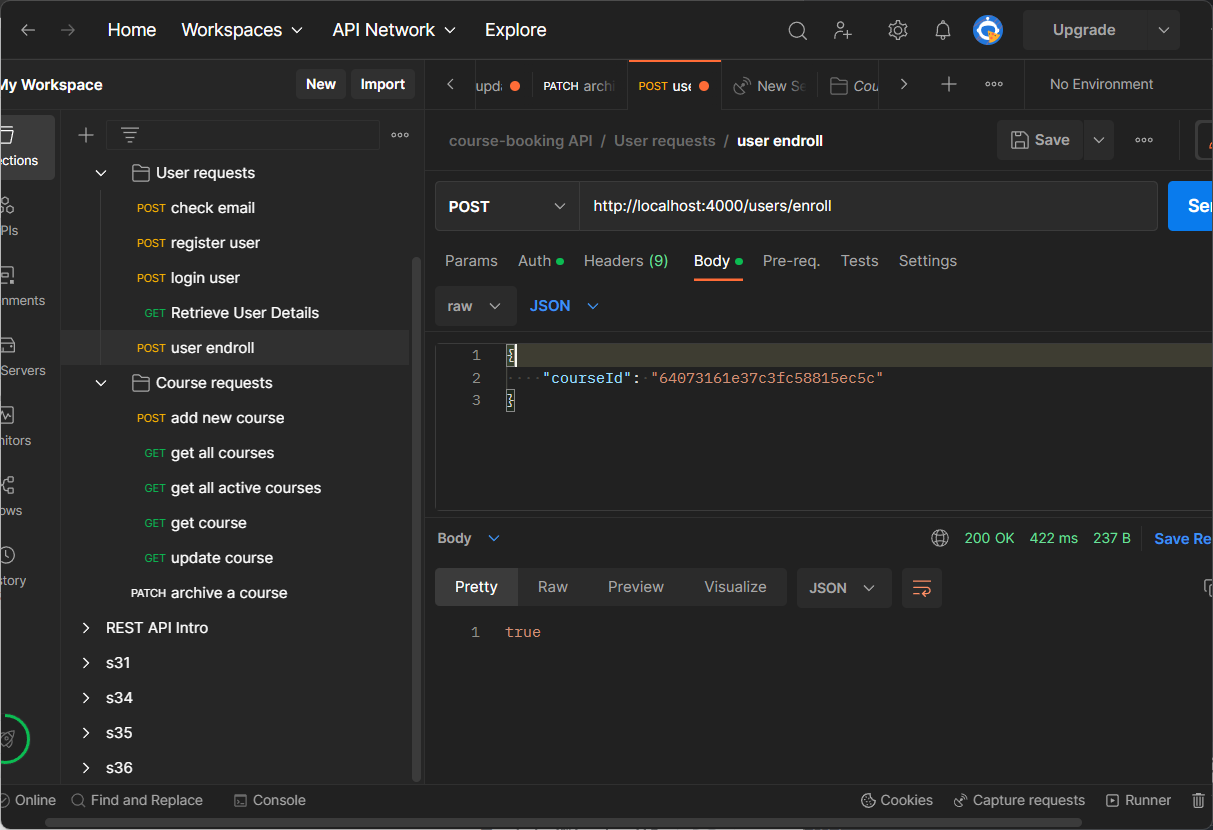 Home Workspaces API Network Explore Upgrade
My Workspace New Import upda PATCH archi POST use New Se Cou No Environment
course-booking API / User requests / user endroll Save
ections
User requests
POST check email
POST register user
POST login user
GET Retrieve User Details
POST user endroll
Course requests
POST add new course
GET get all courses
GET get all active courses
GET get course
GET update course
PATCH archive a course
REST API Intro
s31
s34
s35
s36
PIs
nments
Servers
nitors
ows
story
POST http://localhost:4000/users/enroll Se
Params Auth Headers (9) Body Pre-req. Tests Settings
raw JSON
1 {
2 "courseId": "64073161e37c3fc58815ec5c"
3 }
Body 200 OK 422 ms 237 B Save Re
Pretty Raw Preview Visualize JSON
1 true
Online Find and Replace Console Cookies Capture requests Runner